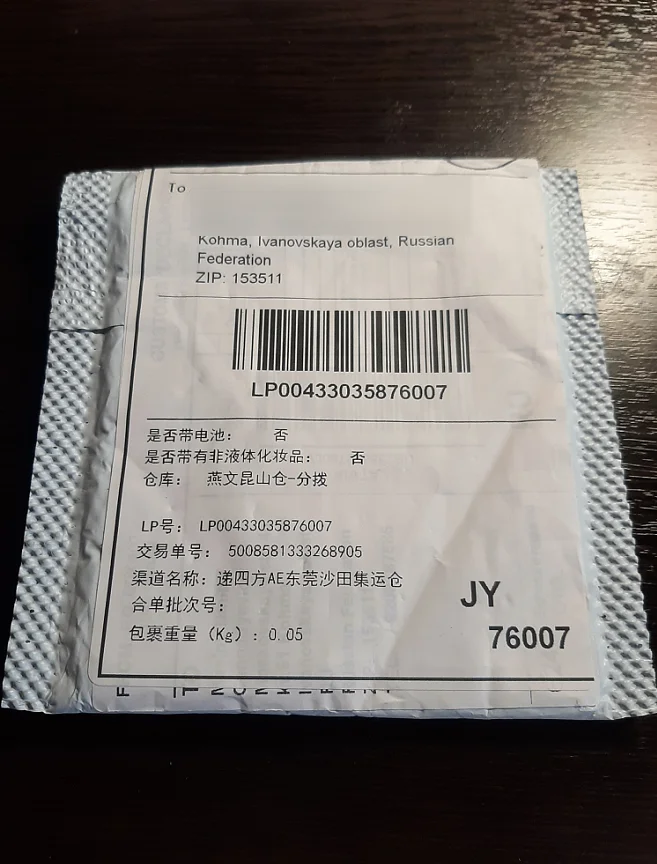 To
Kohma, Ivanovskaya oblast, Russian
Federation
ZIP: 153511
LP00433035876007
是否带电池： 否
是否带有非液体化妆品： 否
仓库： 燕文昆山仓-分拨
LP号： LP00433035876007
交易单号： 5008581333268905
渠道名称：递四方AE东莞沙田集运仓
合单批次号：
JY
包裹重量（Kg）：0.05
76007